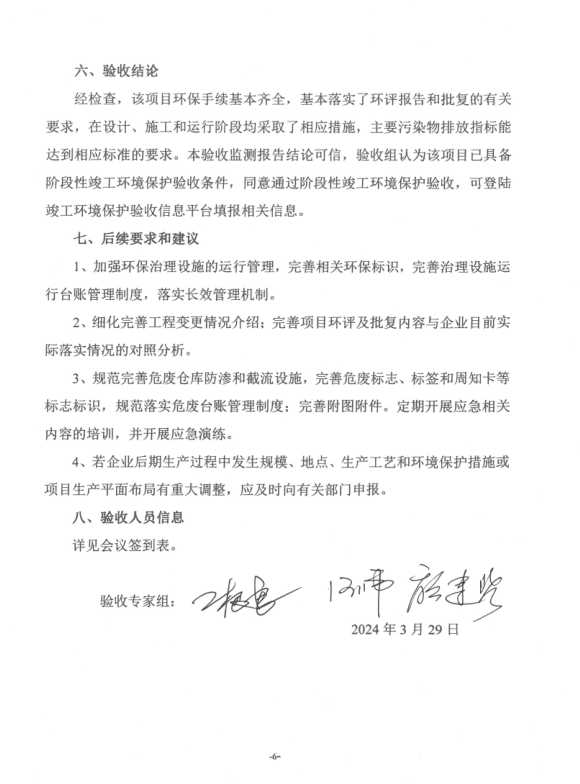 六、验收结论
经检查，该项目环保手续基本齐全，基本落实了环评报告和批复的有关
要求，在设计、施工和运行阶段均采取了相应措施，主要污染物排放指标能
达到相应标准的要求。本验收监测报告结论可信，验收组认为该项目已具备
阶段性竣工环境保护验收条件，同意通过阶段性竣工环境保护验收，可登陆
竣工环境保护验收信息平台填报相关信息。
七、后续要求和建议
1、加强环保治理设施的运行管理，完善相关环保标识，完善治理设施运
行台账管理制度，落实长效管理机制。
2、细化完善工程变更情况介绍；完善项目环评及批复内容与企业目前实
际落实情况的对照分析。
3、规范完善危废仓库防渗和截流设施，完善危废标志、标签和周知卡等
标志标识，规范落实危废台账管理制度；完善附图附件。定期开展应急相关
内容的培训，并开展应急演练。
4、若企业后期生产过程中发生规模、地点、生产工艺和环境保护措施或
项目生产平面布局有重大调整，应及时向有关部门申报。
八、验收人员信息
详见会议签到表。
验收专家组：
2024 年 3 月 29 日
-6-